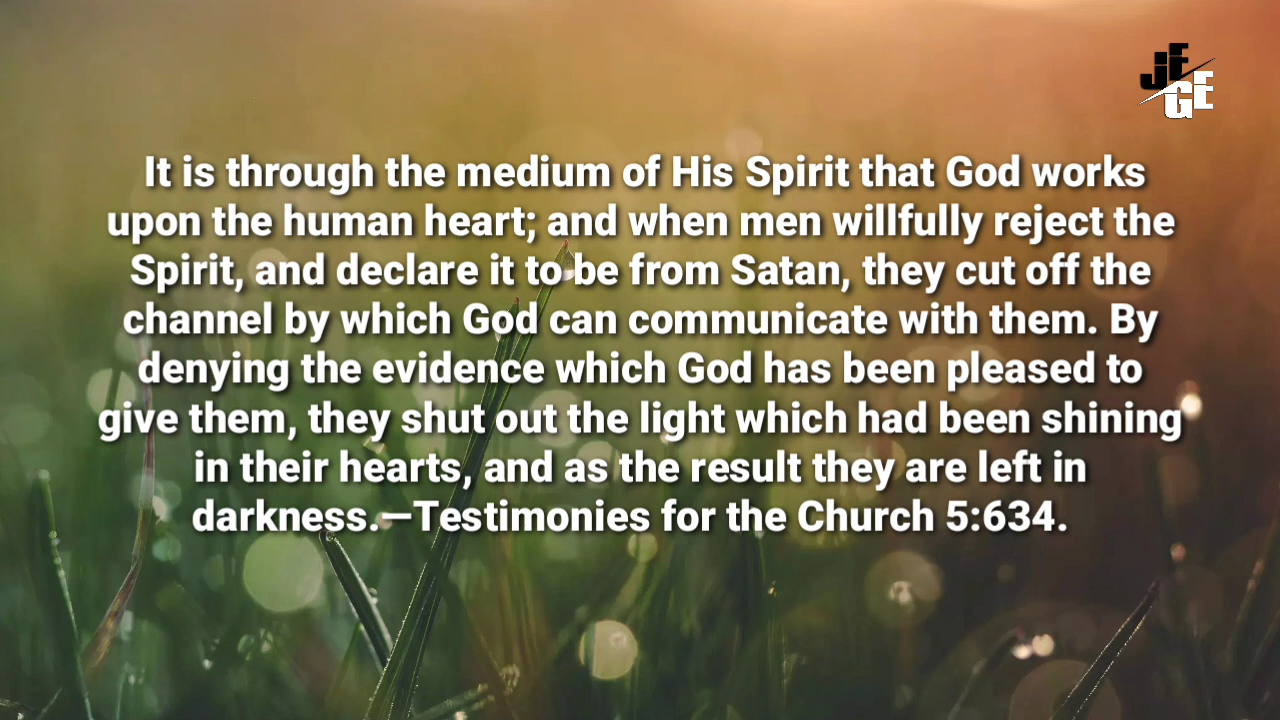 JF
GF
It is through the medium of His Spirit that God works
upon the human heart; and when men willfully reject the
Spirit, and declare it to be from Satan, they cut off the
channel by which God can communicate with them. By
denying the evidence which God has been pleased to
give them, they shut out the light which had been shining
in their hearts, and as the result they are left in
darkness.—Testimonies for the Church 5:634.